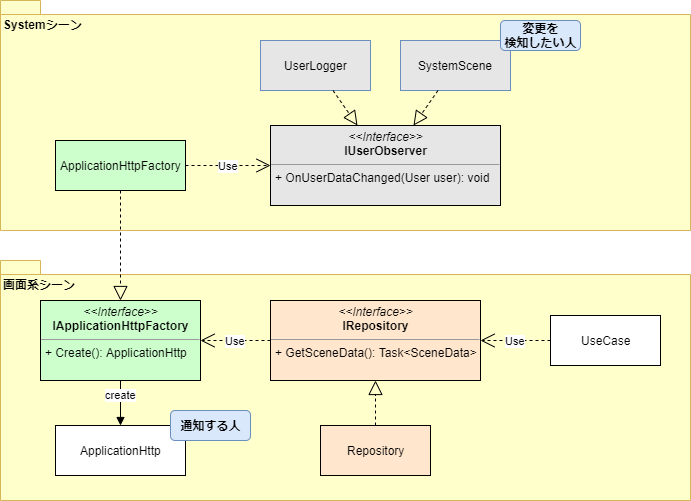 Systemシーン
変更を
検知したい人
UserLogger
SystemScene
<<Interface>>
IUserObserver
+ OnUserDataChanged(User user): void
ApplicationHttpFactory
Use
画面系シーン
<<Interface>>
IApplicationHttpFactory
+ Create(): ApplicationHttp
Use
<<Interface>>
IRepository
+ GetSceneData(): Task<SceneData>
Use
UseCase
create
通知する人
ApplicationHttp
Repository